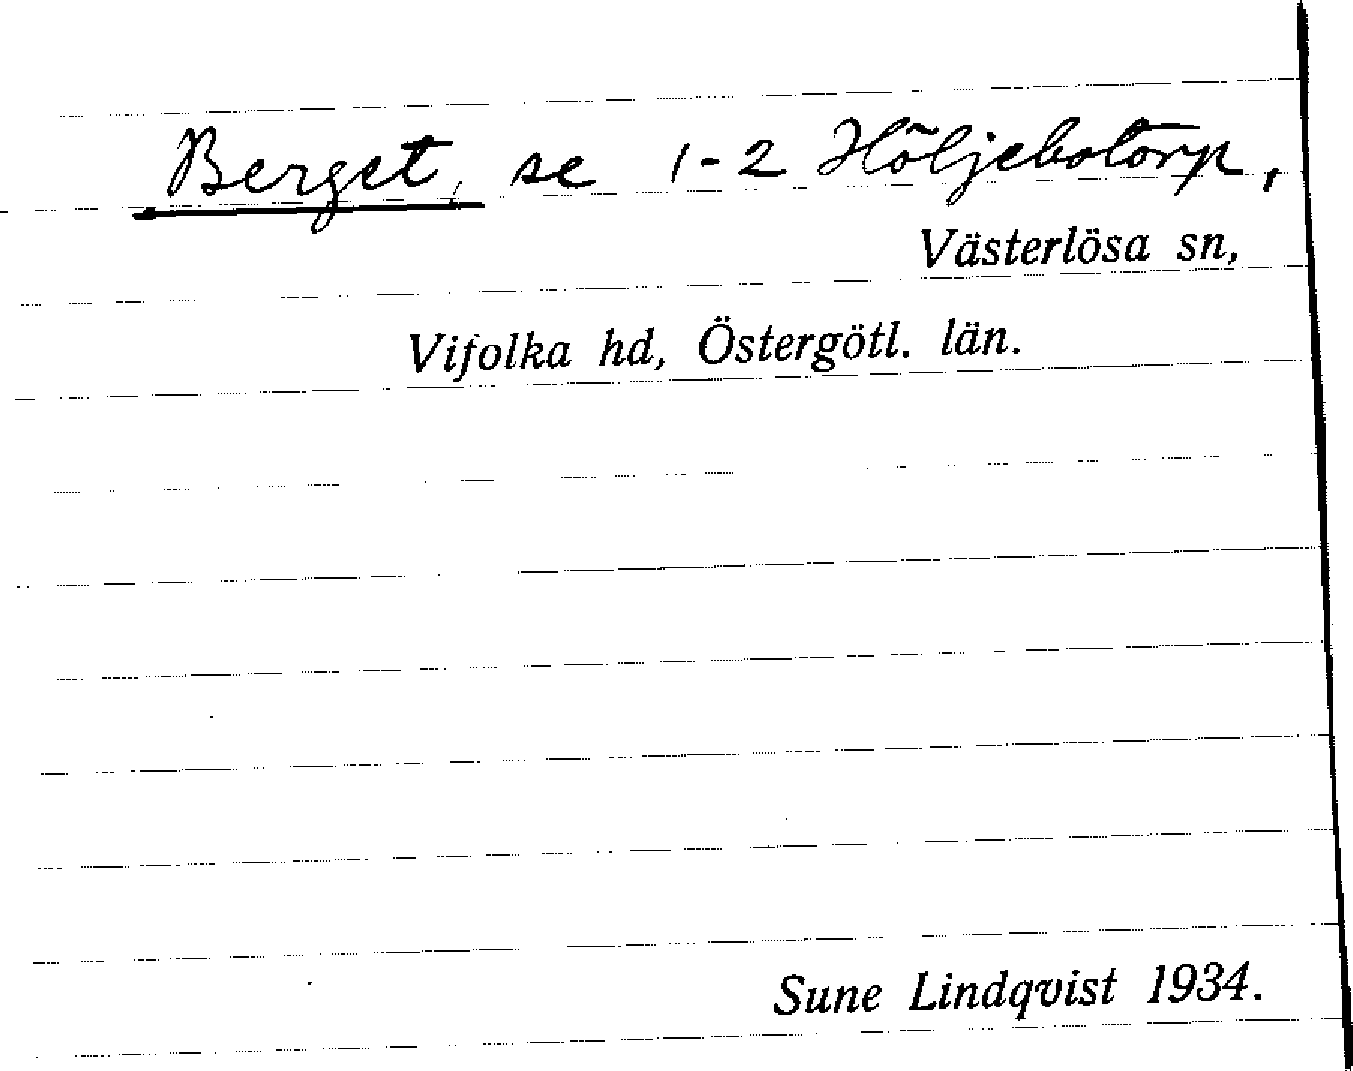 Berget, se 1-2 Höljebotorp,
Västerlösa sn,
Vifolka hd, Östergötl. län.
Sune Lindqvist 1934.